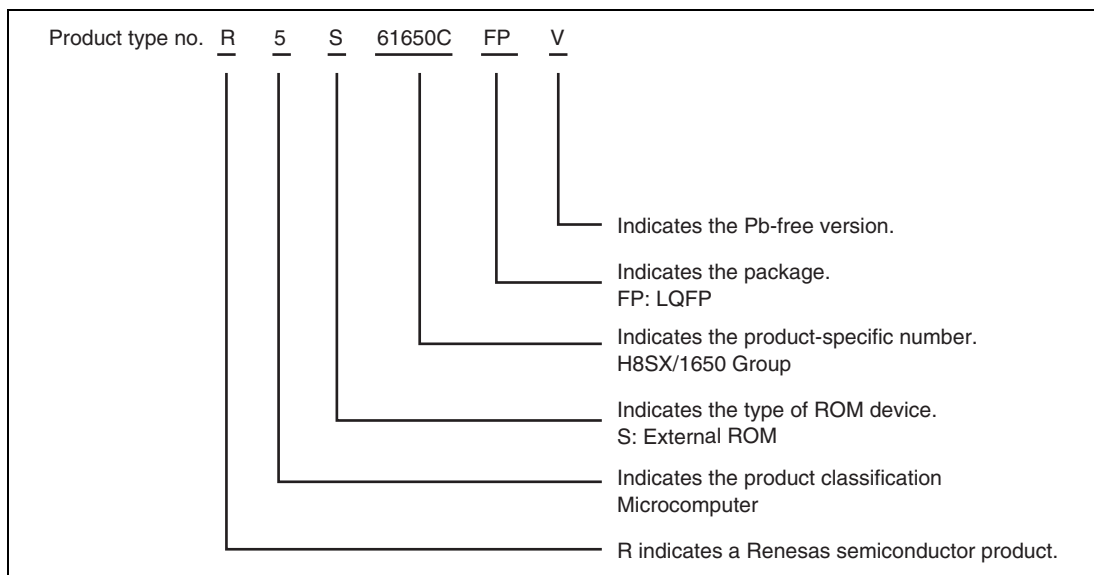 Product type no. R 5 S 61650C FP V
Indicates the Pb-free version.
Indicates the package.
FP: LQFP
Indicates the product-specific number.
H8SX/1650 Group
Indicates the type of ROM device.
S: External ROM
Indicates the product classification
Microcomputer
R indicates a Renesas semiconductor product.